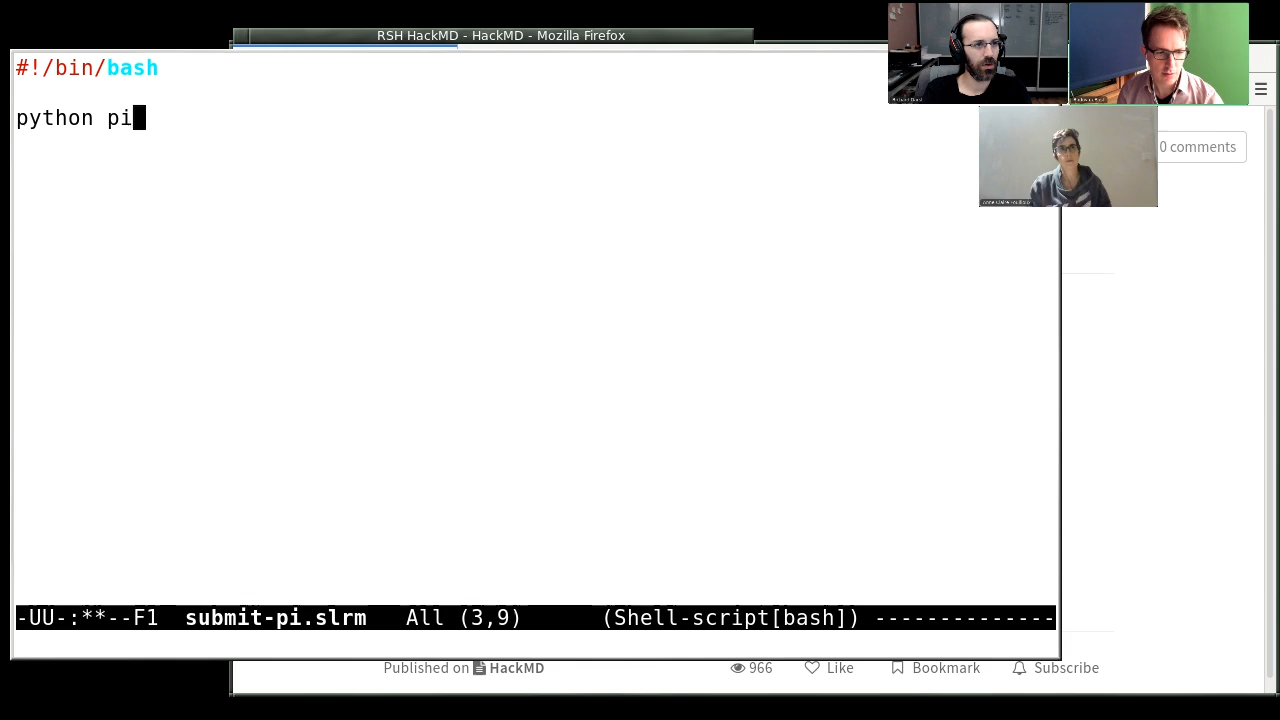 RSH HackMD - HackMD - Mozilla Firefox
#!/bin/bash
python pi
0 comments
-UU-:**--F1 submit-pi.slrm All (3,9) (Shell-script[bash]) --------------
Published on HackMD 966 Like Bookmark Subscribe